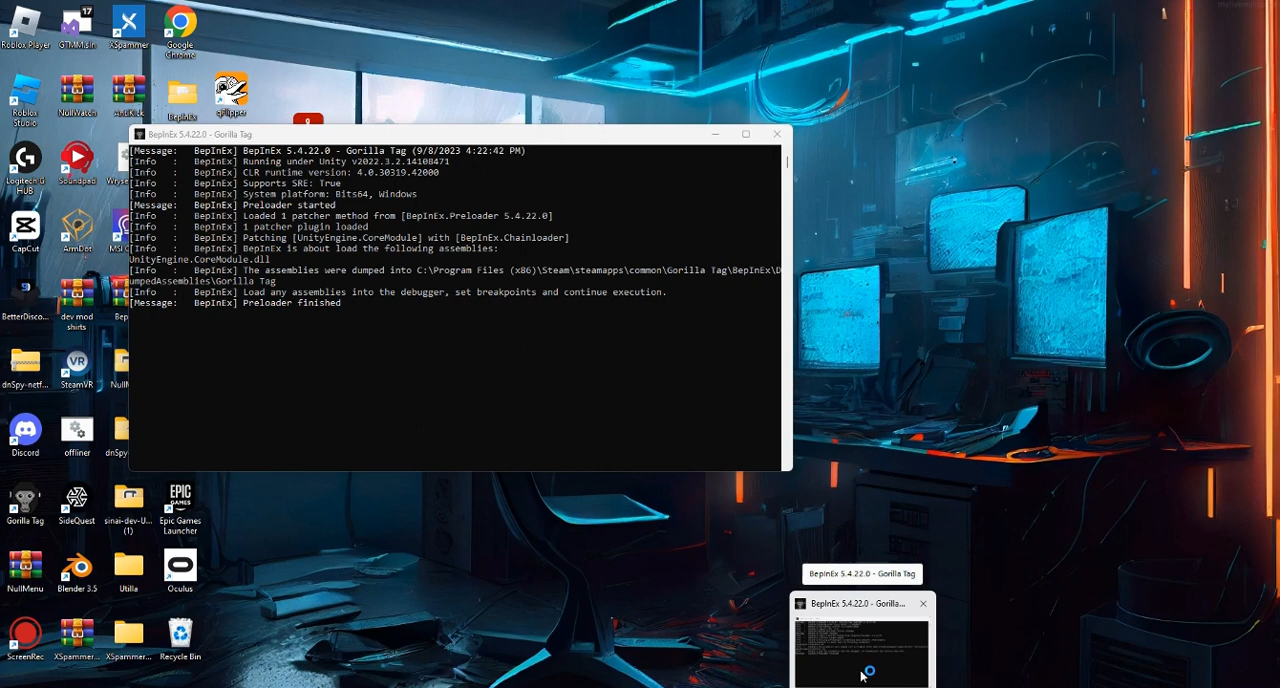 Roblox Player
GTMM.sln
XSpammer
Google Chrome
Roblox Studio
NullWatch
AntiKick
BepInEx
qFlipper
Logitech G HUB
Soundpad
CapCut
ArmDot
BetterDisco...
dev mod shirts
dnSpy-netf...
SteamVR
Discord
offliner
Gorilla Tag
SideQuest
sinai-dev-U... (1)
Epic Games Launcher
EPIC GAMES
NullMenu
Blender 3.5
Utilla
Oculus
ScreenRec
XSpammer...
XSpammer...
Recycle Bin
BepInEx 5.4.22.0 - Gorilla Tag
[Message:   BepInEx] BepInEx 5.4.22.0 - Gorilla Tag (9/8/2023 4:22:42 PM)
[Info   :   BepInEx] Running under Unity v2022.3.2.14108471
[Info   :   BepInEx] CLR runtime version: 4.0.30319.42000
[Info   :   BepInEx] Supports SRE: True
[Info   :   BepInEx] System platform: Bits64, Windows
[Message:   BepInEx] Preloader started
[Info   :   BepInEx] Loaded 1 patcher method from [BepInEx.Preloader 5.4.22.0]
[Info   :   BepInEx] 1 patcher plugin loaded
[Info   :   BepInEx] Patching [UnityEngine.CoreModule] with [BepInEx.Chainloader]
[Info   :   BepInEx] BepInEx is about load the following assemblies:
UnityEngine.CoreModule.dll
[Info   :   BepInEx] The assemblies were dumped into C:\Program Files (x86)\Steam\steamapps\common\Gorilla Tag\BepInEx\D
umpedAssemblies\Gorilla Tag
[Info   :   BepInEx] Load any assemblies into the debugger, set breakpoints and continue execution.
[Message:   BepInEx] Preloader finished
BepInEx 5.4.22.0 - Gorilla Tag
BepInEx 5.4.22.0 - Gorilla...